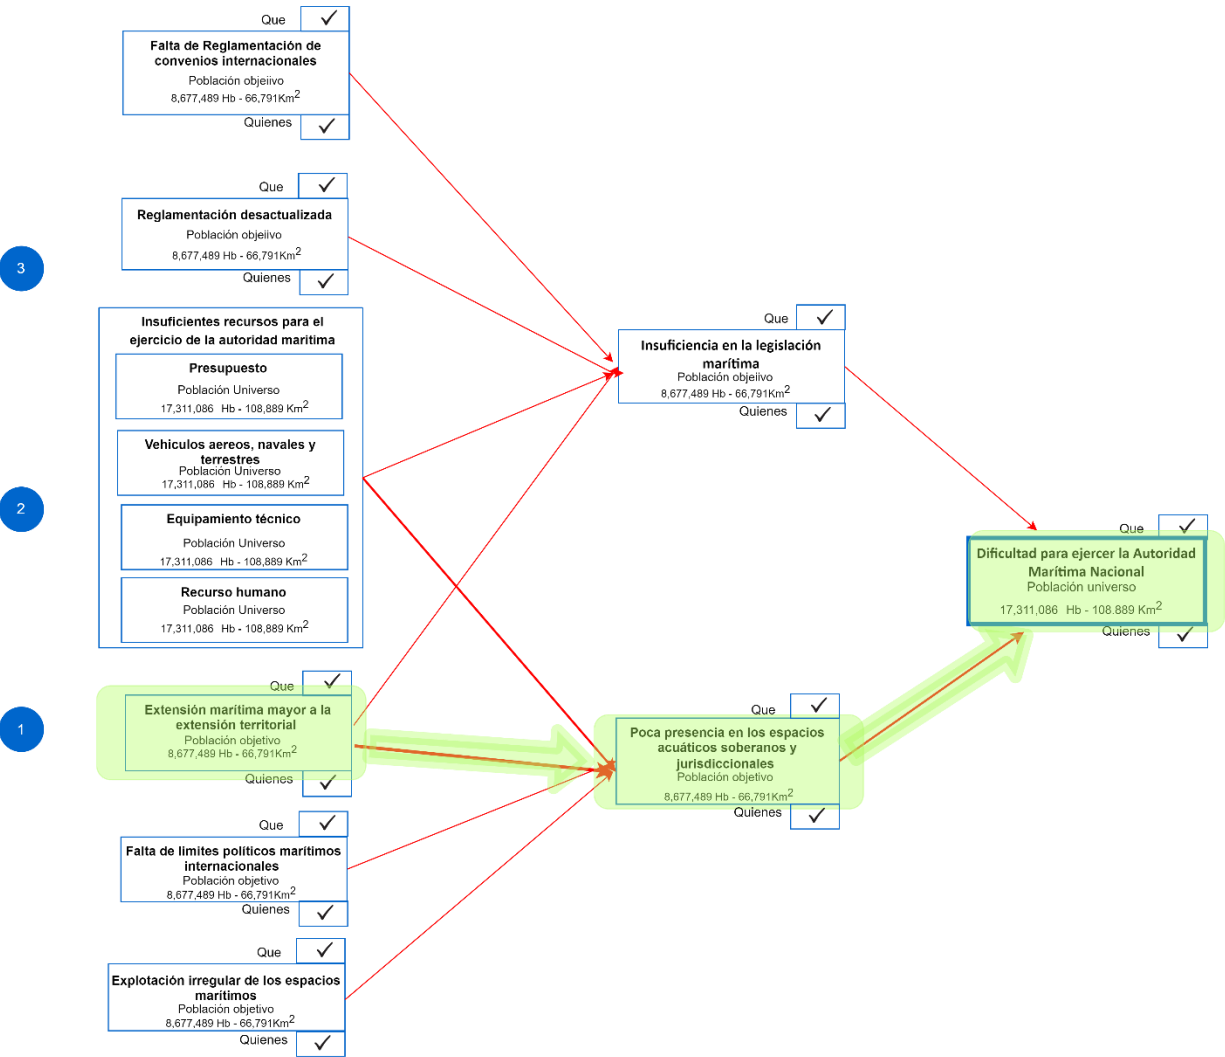 Que
Falta de Reglamentación de
convenios internacionales
Población objeiivo
8,677,489 Hb - 66,791Km2
Quienes
Que
Reglamentación desactualizada
Población objeiivo
8,677,489 Hb - 66,791Km2
Quienes
3
Insuficientes recursos para el
ejercicio de la autoridad maritima
Presupuesto
Población Universo
17,311,086 Hb - 108,889 Km2
Vehiculos aereos, navales y
terrestres
Población Universo
17,311,086 Hb - 108,889 Km2
2
Equipamiento técnico
Población Universo
17,311,086 Hb - 108,889 Km2
Recurso humano
Población Universo
17,311,086 Hb - 108,889 Km2
1
Que
Extensión marítima mayor a la
extensión territorial
Población objetivo
8,677,489 Hb - 66,791Km2
Quienes
Que
Falta de limites políticos marítimos
internacionales
Población objetivo
8,677,489 Hb - 66,791Km2
Quienes
Que
Explotación irregular de los espacios
marítimos
Población objetivo
8,677,489 Hb - 66,791Km2
Quienes
Que
Insuficiencia en la legislación
marítima
Población objeiivo
8,677,489 Hb - 66,791Km2
Quienes
Que
Poca presencia en los espacios
acuáticos soberanos y
jurisdiccionales
Población objetivo
8,677,489 Hb - 66,791Km2
Quienes
Que
Dificultad para ejercer la Autoridad
Marítima Nacional
Población universo
17,311,086 Hb - 108.889 Km2
Quienes